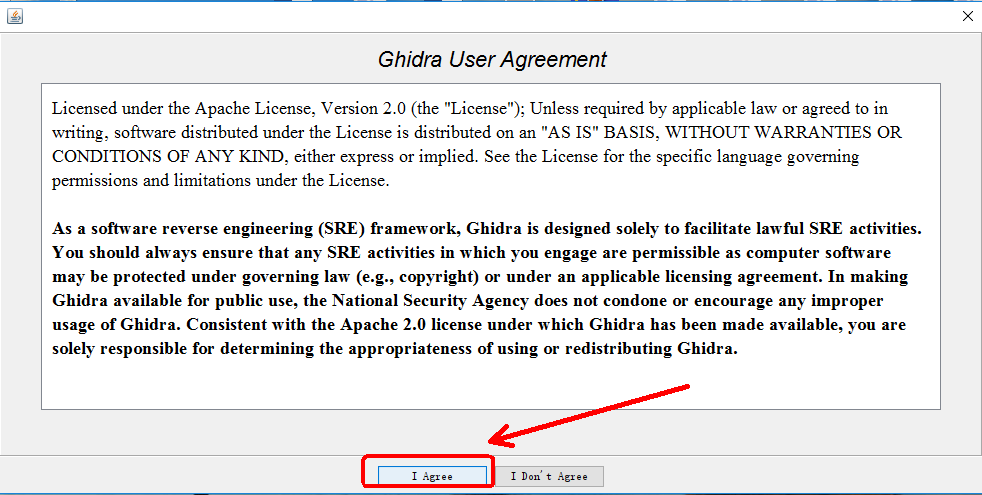 Ghidra User Agreement
Licensed under the Apache License, Version 2.0 (the "License"); Unless required by applicable law or agreed to in
writing, software distributed under the License is distributed on an "AS IS" BASIS, WITHOUT WARRANTIES OR
CONDITIONS OF ANY KIND, either express or implied. See the License for the specific language governing
permissions and limitations under the License.
As a software reverse engineering (SRE) framework, Ghidra is designed solely to facilitate lawful SRE activities.
You should always ensure that any SRE activities in which you engage are permissible as computer software
may be protected under governing law (e.g., copyright) or under an applicable licensing agreement. In making
Ghidra available for public use, the National Security Agency does not condone or encourage any improper
usage of Ghidra. Consistent with the Apache 2.0 license under which Ghidra has been made available, you are
solely responsible for determining the appropriateness of using or redistributing Ghidra.
I Agree
I Don't Agree